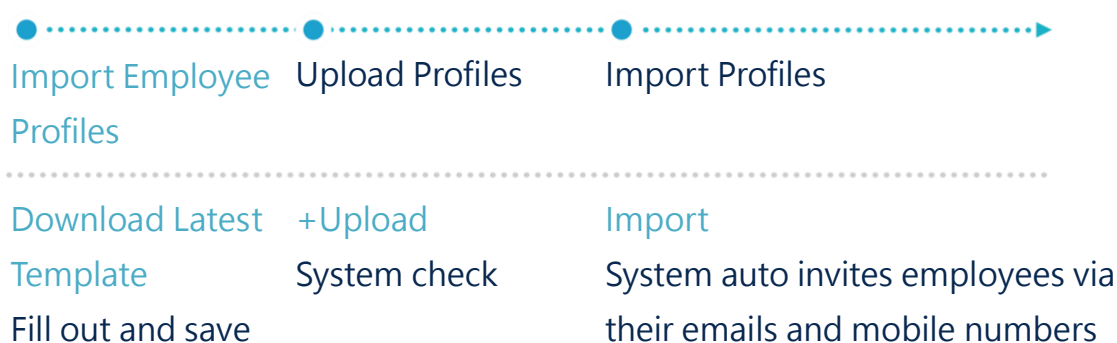 Import Employee
Profiles
Upload Profiles
Import Profiles
Download Latest
Template
Fill out and save
+Upload
System check
Import
System auto invites employees via
their emails and mobile numbers